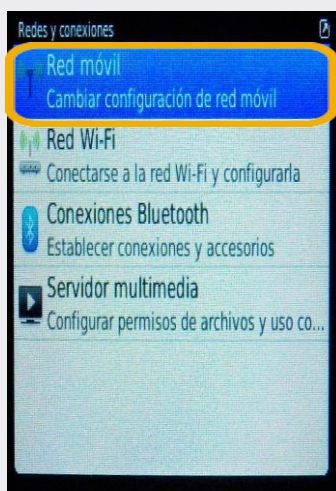 Redes y conexiones
Red móvil
Cambiar configuración de red móvil
Red Wi-Fi
Conectarse a la red Wi-Fi y configurarla
Conexiones Bluetooth
Establecer conexiones y accesorios
Servidor multimedia
Configurar permisos de archivos y uso co...